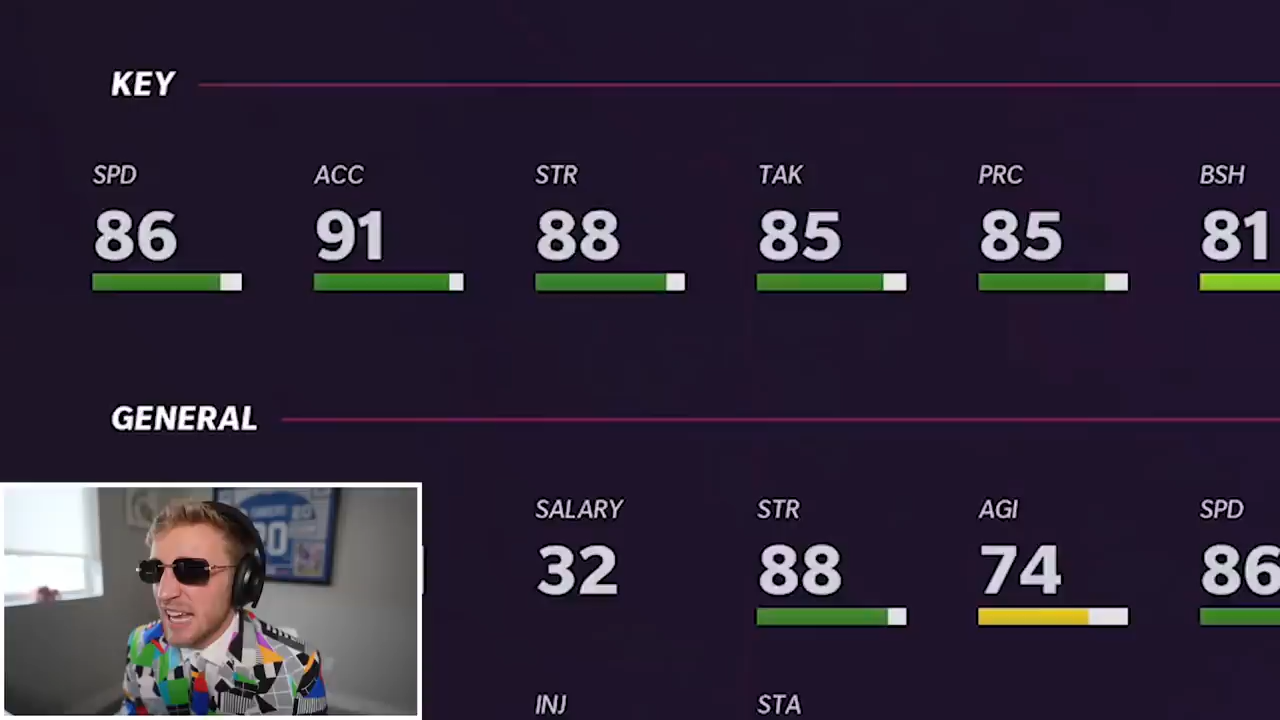 KEY
SPD ACC STR TAK PRC BSH
86 91 88 85 85 81
GENERAL
SALARY STR AGI SPD
32 88 74 86
INJ STA